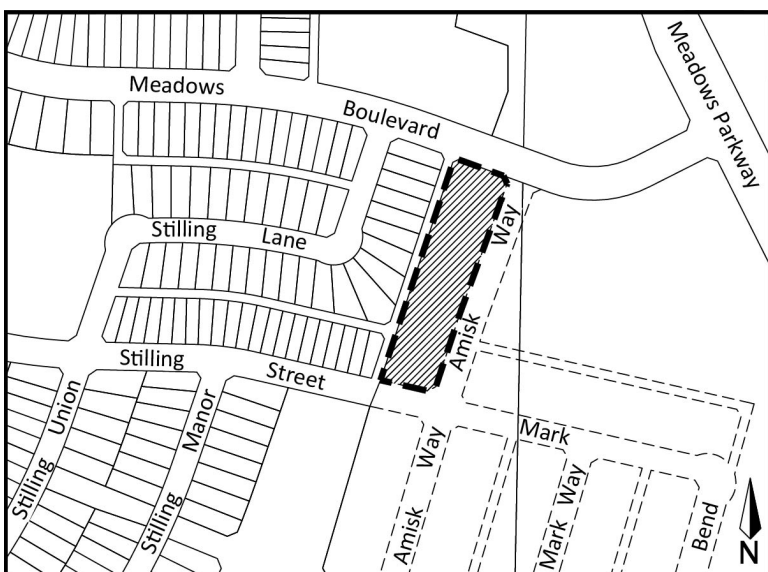 Meadows
Boulevard
Meadows Parkway
Way
Amisk
Stilling
Lane
Stilling
Street
Union
Stilling
Manor
Stilling
Way
Amisk
Mark
Way
Mark
Bend
N